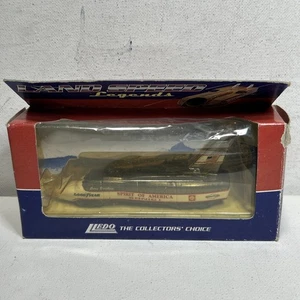 LAND SPEED
Legends
SPIRIT OF AMERICA
LLEDO THE COLLECTORS' CHOICE